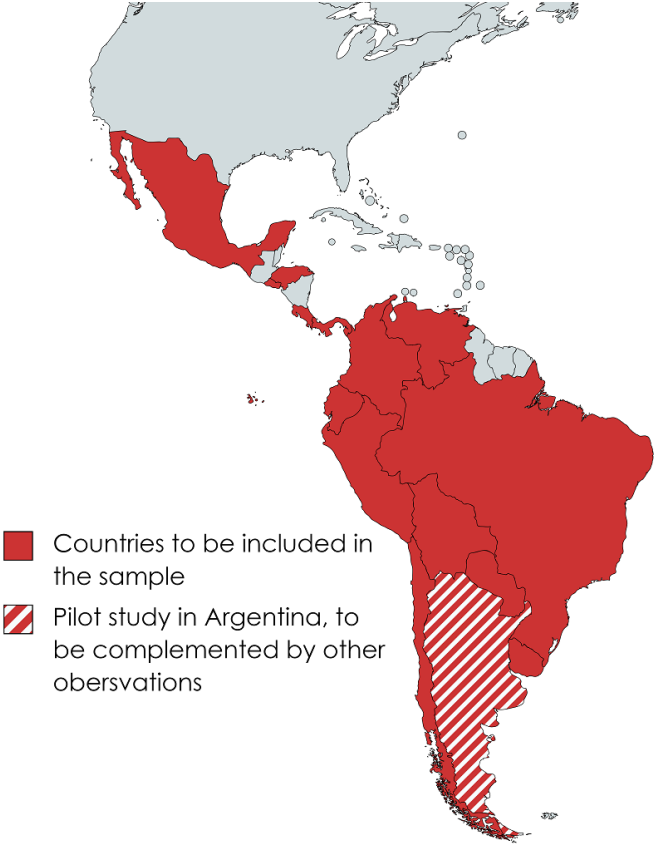 Countries to be included in
the sample
Pilot study in Argentina, to
be complemented by other
obersvations